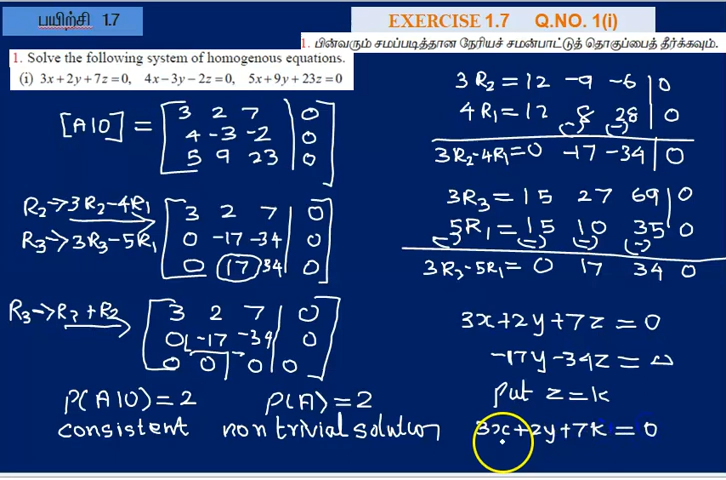 பயிற்சி 1.7
EXERCISE 1.7 Q.NO. 1(i)
1. பின்வரும் சமப்படித்தான நேரியச் சமன்பாட்டுத் தொகுப்பைத் தீர்க்கவும்.
1. Solve the following system of homogenous equations.
(i) 3x+2y+7z=0, 4x−3y−2z=0, 5x+9y+23z=0
[A|0] = [ 3 2 7 | 0
4 -3 -2 | 0
5 9 23 | 0 ]
R2→3R2-4R1
R3→3R3-5R1
[ 3 2 7 | 0
0 -17 -34 | 0
0 17 34 | 0 ]
R3→R3+R2
[ 3 2 7 | 0
0 -17 -34 | 0
0 0 0 | 0 ]
ρ(A|0)=2 ρ(A)=2
consistent non trivial solution
3R2 = 12 -9 -6 | 0
4R1 = 12 8 28 | 0
(-) (-)
3R2-4R1 = 0 -17 -34 | 0
3R3 = 15 27 69 | 0
5R1 = 15 10 35 | 0
(-) (-) (-) (-)
3R3-5R1 = 0 17 34 0
3x+2y+7z = 0
-17y-34z = 0
put z = k
3x+2y+7k = 0